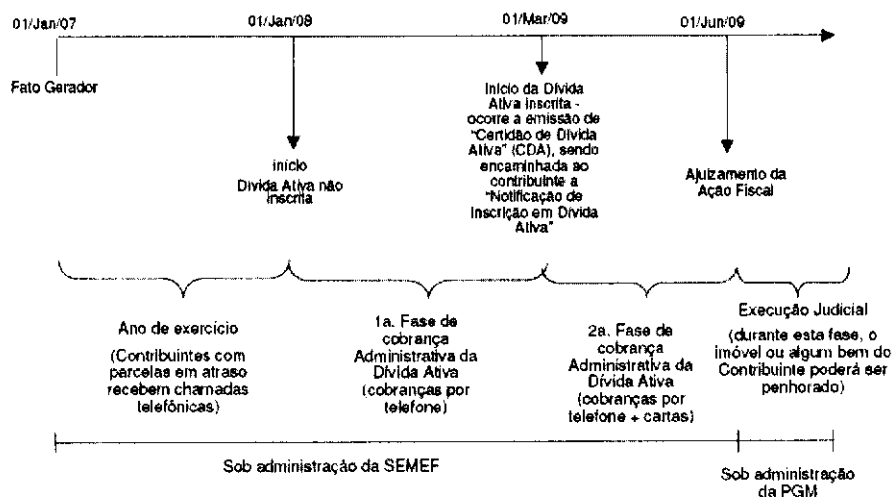 01/Jan/07
01/Jan/08
01/Mar/09
01/Jun/09
Fato Gerador
início
Dívida Ativa não
inscrita
Início da Dívida
Ativa inscrita -
ocorre a emissão de
"Certidão de Dívida
Ativa" (CDA), sendo
encaminhada ao
contribuinte a
"Notificação de
Inscrição em Dívida
Ativa"
Ajuizamento da
Ação Fiscal
Ano de exercício
(Contribuintes com
parcelas em atraso
recebem chamadas
telefônicas)
1a. Fase de
cobrança
Administrativa da
Dívida Ativa
(cobranças por
telefone)
2a. Fase de
cobrança
Administrativa da
Dívida Ativa
(cobranças por
telefone + cartas)
Execução Judicial
(durante esta fase, o
imóvel ou algum bem do
Contribuinte poderá ser
penhorado)
Sob administração da SEMEF
Sob administração
da PGM